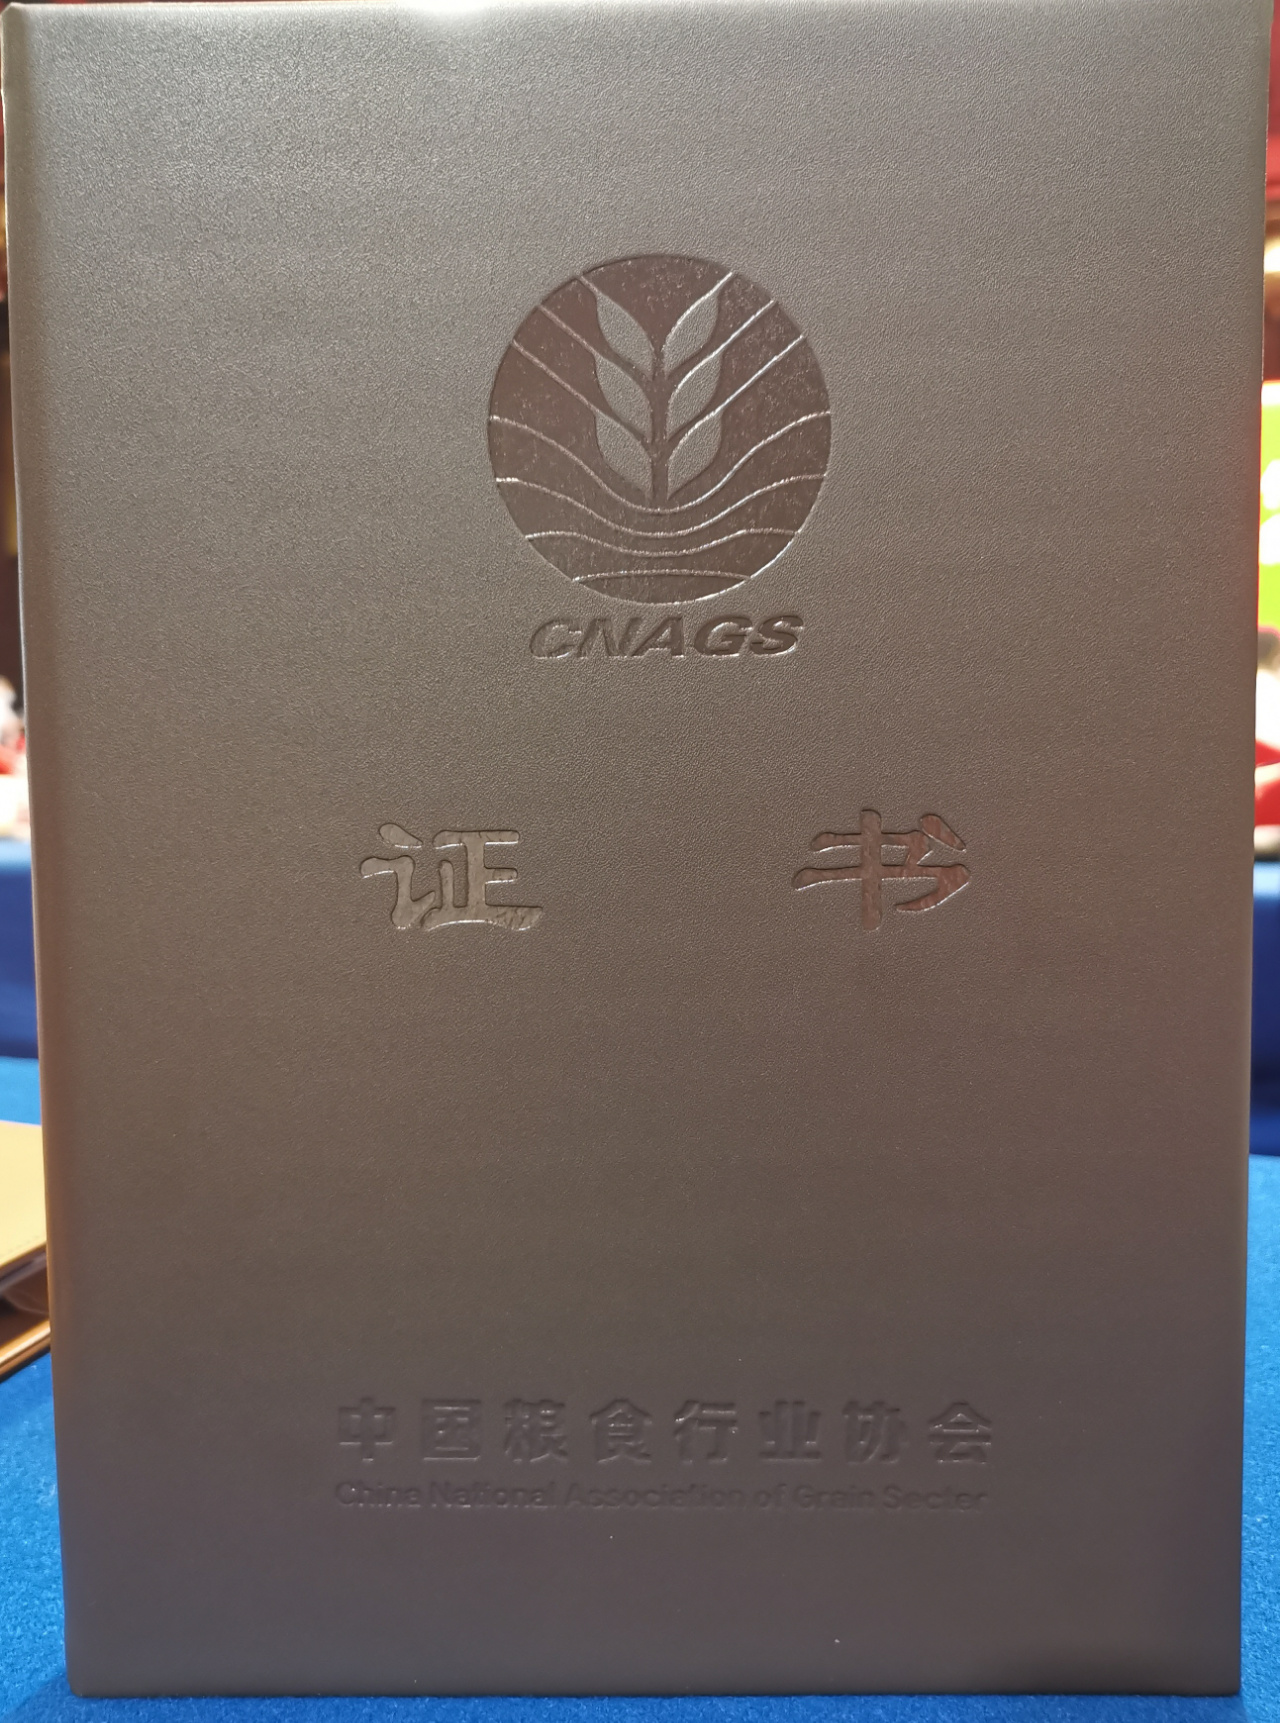 CNAGS
证 书
中国粮食行业协会
China National Association of Grain Sector